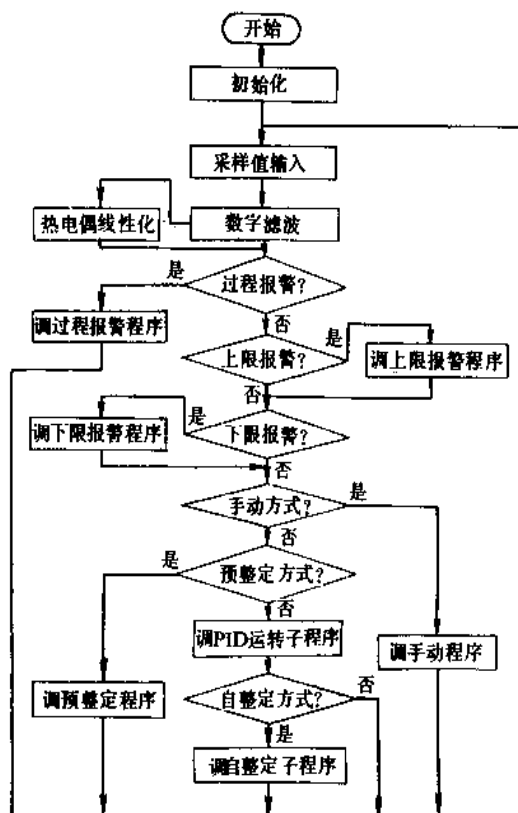 开始
初始化
采样值输入
热电偶线性化
数字滤波
是
过程报警?
调过程报警程序
否
是
上限报警?
调上限报警程序
否
是
调下限报警程序
下限报警?
否
手动方式?
是
否
是
预整定方式?
否
调PID运转子程序
调手动程序
调预整定程序
自整定方式?
否
是
调自整定子程序